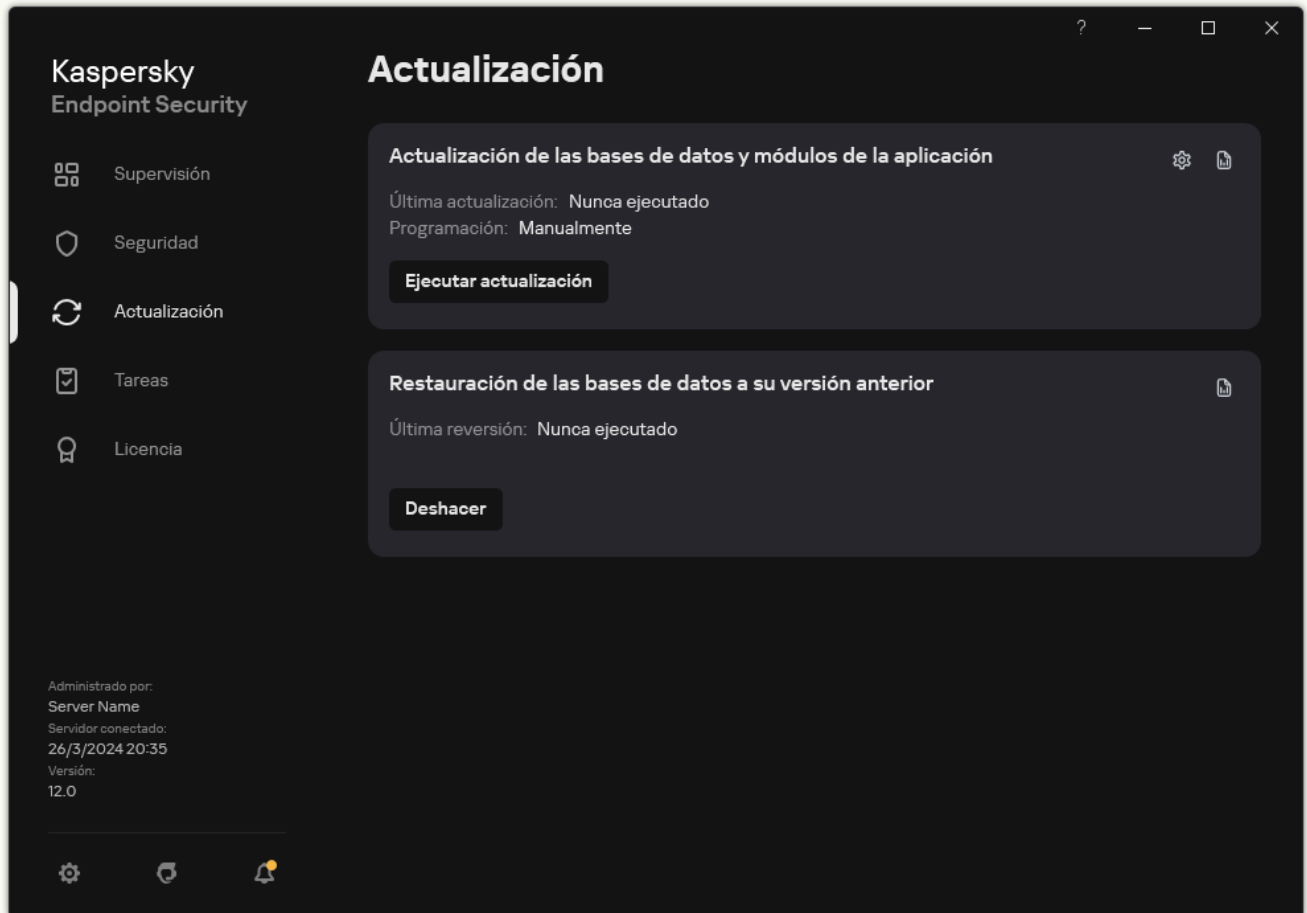 ?
Kaspersky
Endpoint Security
Supervisión
Seguridad
Actualización
Tareas
Licencia
Administrado por:
Server Name
Servidor conectado:
26/3/2024 20:35
Versión:
12.0
Actualización
Actualización de las bases de datos y módulos de la aplicación
Última actualización: Nunca ejecutado
Programación: Manualmente
Ejecutar actualización
Restauración de las bases de datos a su versión anterior
Última reversión: Nunca ejecutado
Deshacer